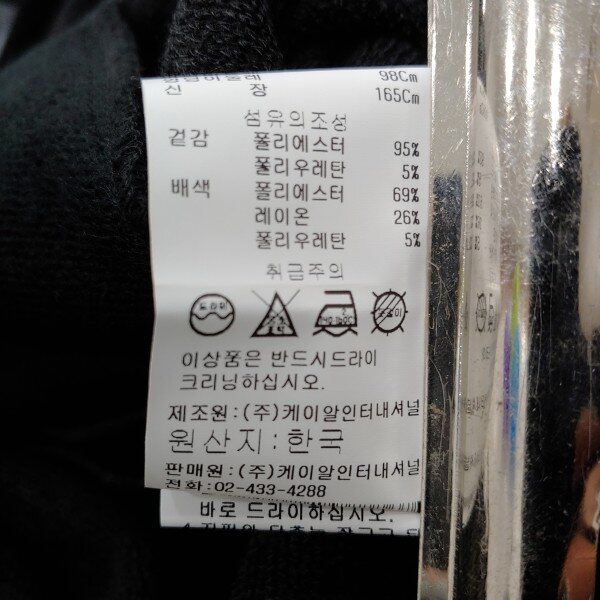 98Cm
신 장 165Cm
섬유의조성
겉감 폴리에스터 95%
폴리우레탄 5%
배색 폴리에스터 69%
레이온 26%
폴리우레탄 5%
취급주의
드라이
이상품은 반드시드라이
크리닝하십시오.
제조원:(주)케이알인터내셔널
원산지:한국
판매원:(주)케이알인터내셔널
전화:02-433-4288
바로 드라이하십시오.